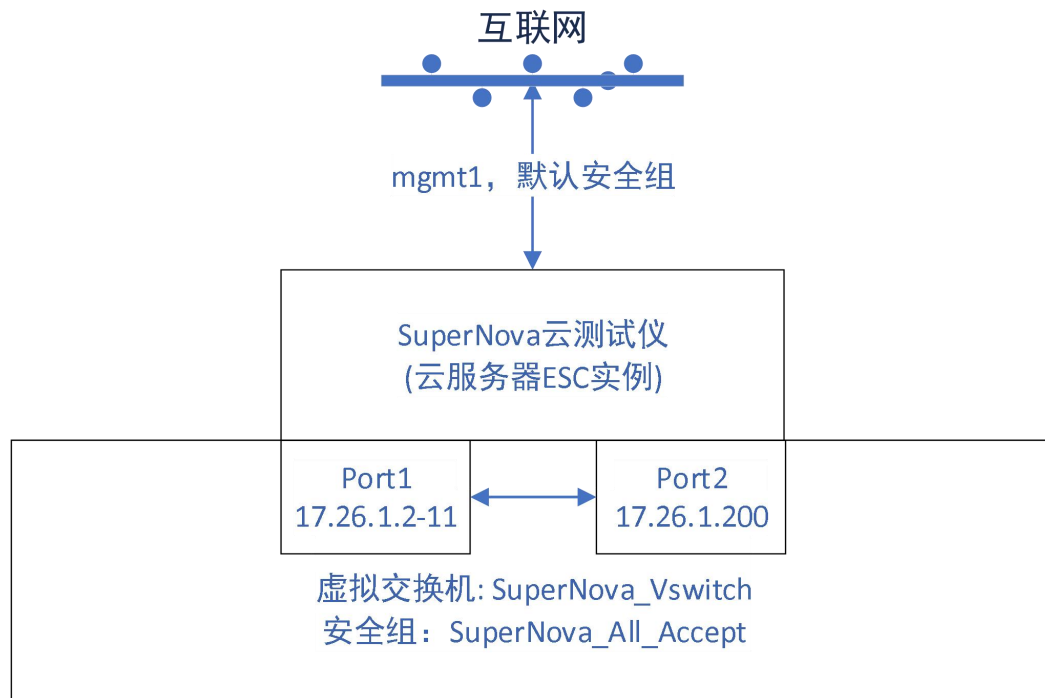 互联网
mgmt1，默认安全组
SuperNova云测试仪
(云服务器ESC实例)
Port1
17.26.1.2-11
Port2
17.26.1.200
虚拟交换机: SuperNova_Vswitch
安全组：SuperNova_All_Accept